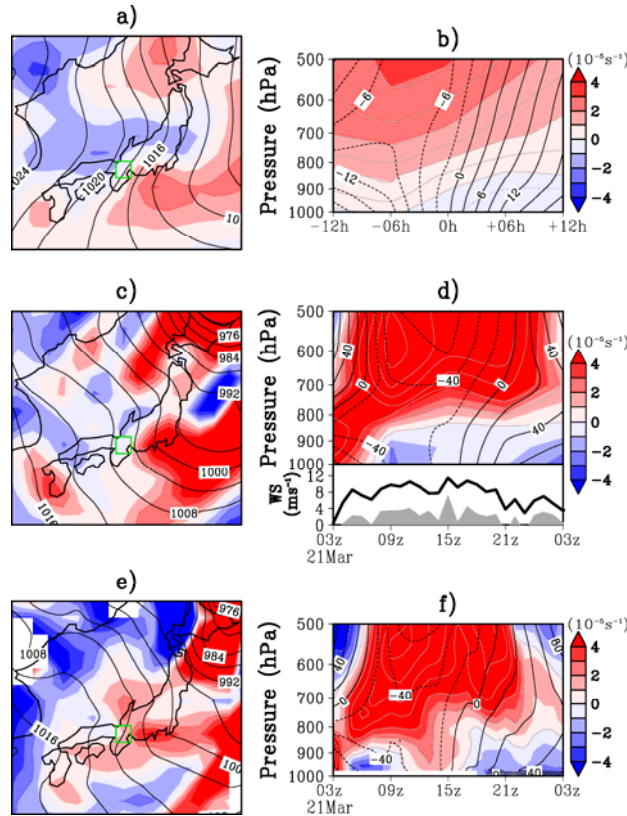 a)
1024
1020
1016
10
b)
(10⁻⁵s⁻¹)
Pressure (hPa)
500
600
700
800
900
1000
-6
-6
-12
0
6
12
-12h
-06h
0h
+06h
+12h
4
2
0
-2
-4
c)
976
984
992
1000
1008
1016
d)
(10⁻⁵s⁻¹)
Pressure (hPa)
500
600
700
800
900
1000
40
0
-40
-40
0
40
40
4
2
0
-2
-4
WS
(ms⁻¹)
12
8
4
0
03z
09z
15z
21z
03z
21Mar
e)
976
984
992
1008
1016
100
f)
(10⁻⁵s⁻¹)
Pressure (hPa)
500
600
700
800
900
1000
40
0
-40
-40
0
0
40
80
4
2
0
-2
-4
03z
09z
15z
21z
03z
21Mar